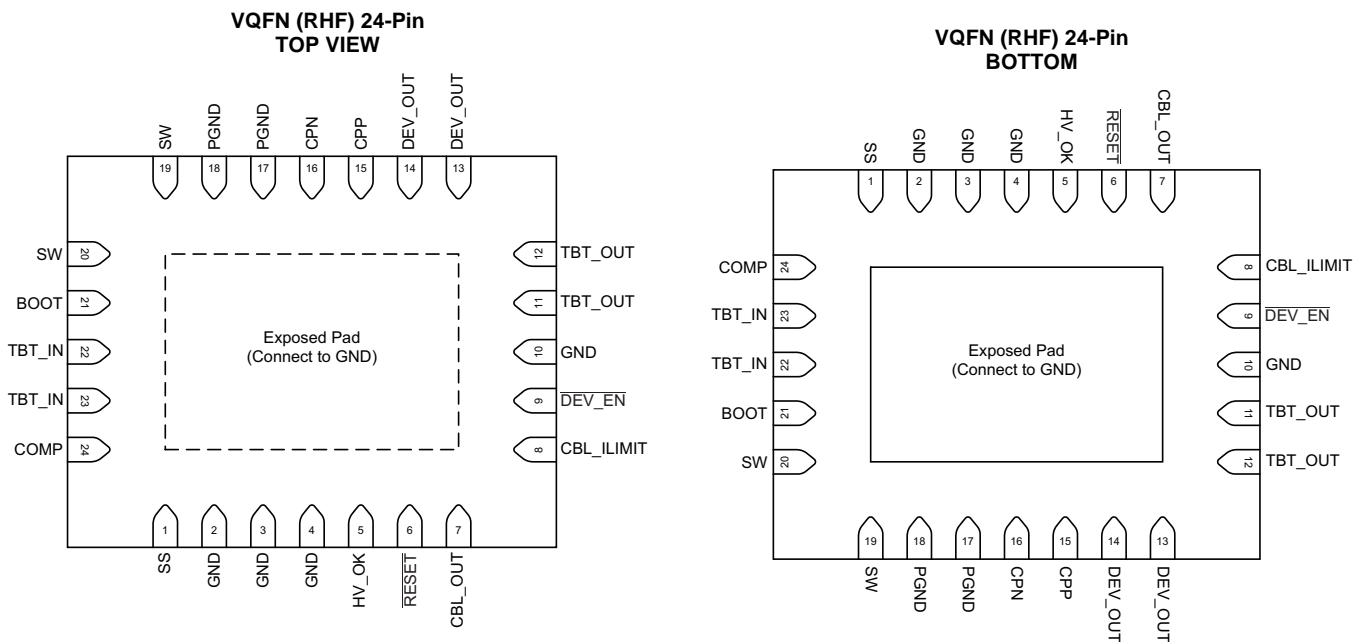 VQFN (RHF) 24-Pin
TOP VIEW
SW
PGND
PGND
CPN
CPP
DEV_OUT
DEV_OUT
19
18
17
16
15
14
13
SW 20
BOOT 21
TBT_IN 22
TBT_IN 23
COMP 24
12 TBT_OUT
11 TBT_OUT
10 GND
9 DEV_EN
8 CBL_ILIMIT
Exposed Pad
(Connect to GND)
1
2
3
4
5
6
7
SS
GND
GND
GND
HV_OK
RESET
CBL_OUT
VQFN (RHF) 24-Pin
BOTTOM
SS
GND
GND
GND
HV_OK
RESET
CBL_OUT
1
2
3
4
5
6
7
COMP 24
TBT_IN 23
TBT_IN 22
BOOT 21
SW 20
8 CBL_ILIMIT
9 DEV_EN
10 GND
11 TBT_OUT
12 TBT_OUT
Exposed Pad
(Connect to GND)
19
18
17
16
15
14
13
SW
PGND
PGND
CPN
CPP
DEV_OUT
DEV_OUT